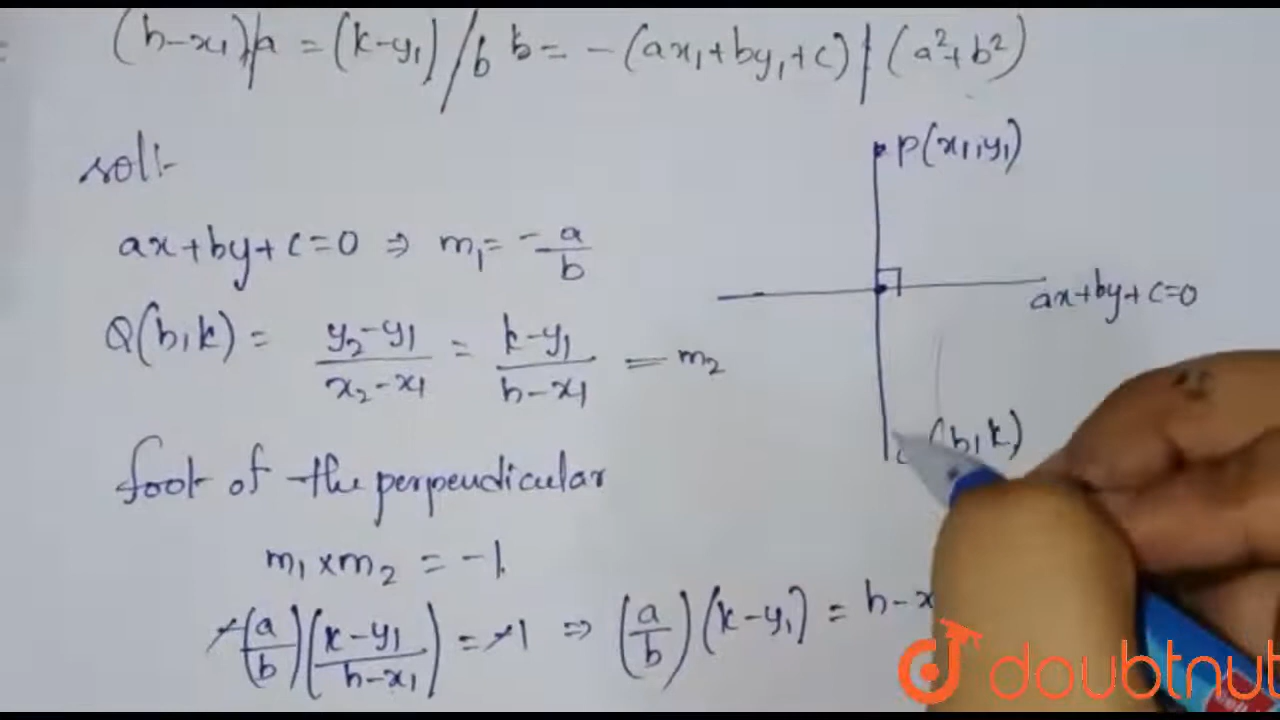 (h-x₁)/a = (k-y₁)/b k = -(ax₁+by₁+c)/(a²+b²)
sol:-
P(x₁,y₁)
ax+by+c=0 ⇒ m₁= -a/b
ax+by+c=0
Q(h,k) = y₂-y₁/x₂-x₁ = k-y₁/h-x₁ = m₂
(h,k)
foot of the perpendicular
m₁×m₂ = -1.
-(a/b)(k-y₁/h-x₁) = -1 ⇒ (a/b)(k-y₁) = h-x
doubtnut